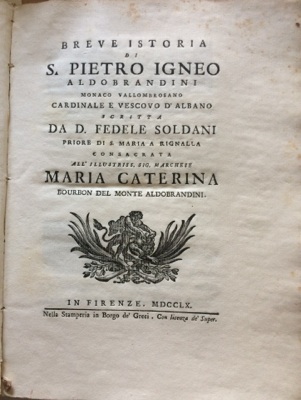 BREVE ISTORIA
DI
S. PIETRO IGNEO
ALDOBRANDINI
MONACO VALLOMBROSANO
CARDINALE E VESCOVO D'ALBANO
SCRITTA
DA D. FEDELE SOLDANI
PRIORE DI S. MARIA A RIGNALLA
CONSACRATA
ALL' ILLUSTRISS. SIG. MARCHESE
MARIA CATERINA
BOURBON DEL MONTE ALDOBRANDINI.
IN FIRENZE. MDCCLX.
Nella Stamperia in Borgo de' Greci. Con licenza de' Super.